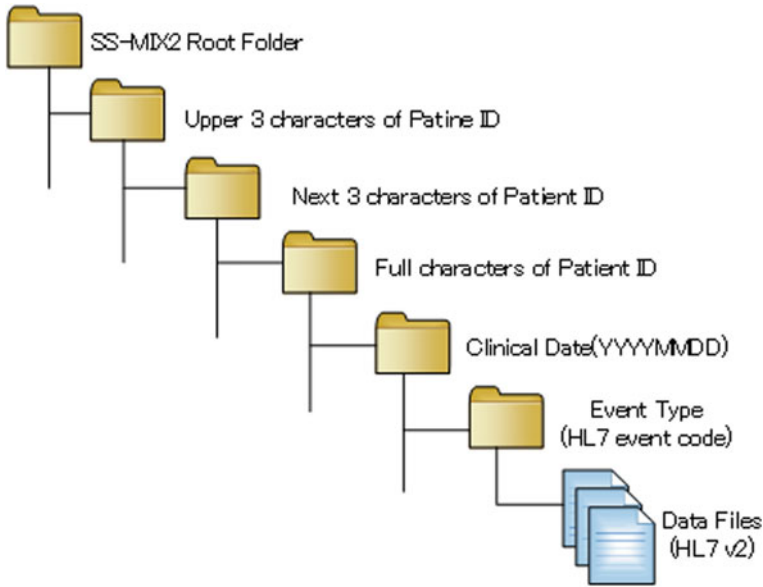 SS-MIX2 Root Folder
Upper 3 characters of Patine ID
Next 3 characters of Patient ID
Full characters of Patient ID
Clinical Date(YYYYMMDD)
Event Type
(HL7 event code)
Data Files
(HL7 v2)